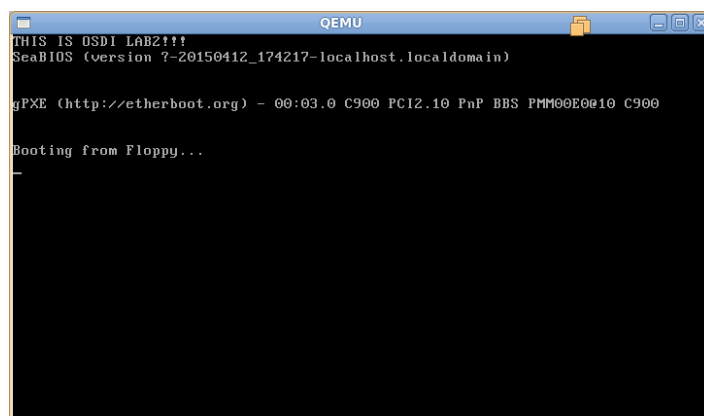 QEMU
THIS IS OSDI LAB2!!!
SeaBIOS (version ?-20150412_174217-localhost.localdomain)
gPXE (http://etherboot.org) - 00:03.0 C900 PCI2.10 PnP BBS PMM00E0@10 C900
Booting from Floppy...